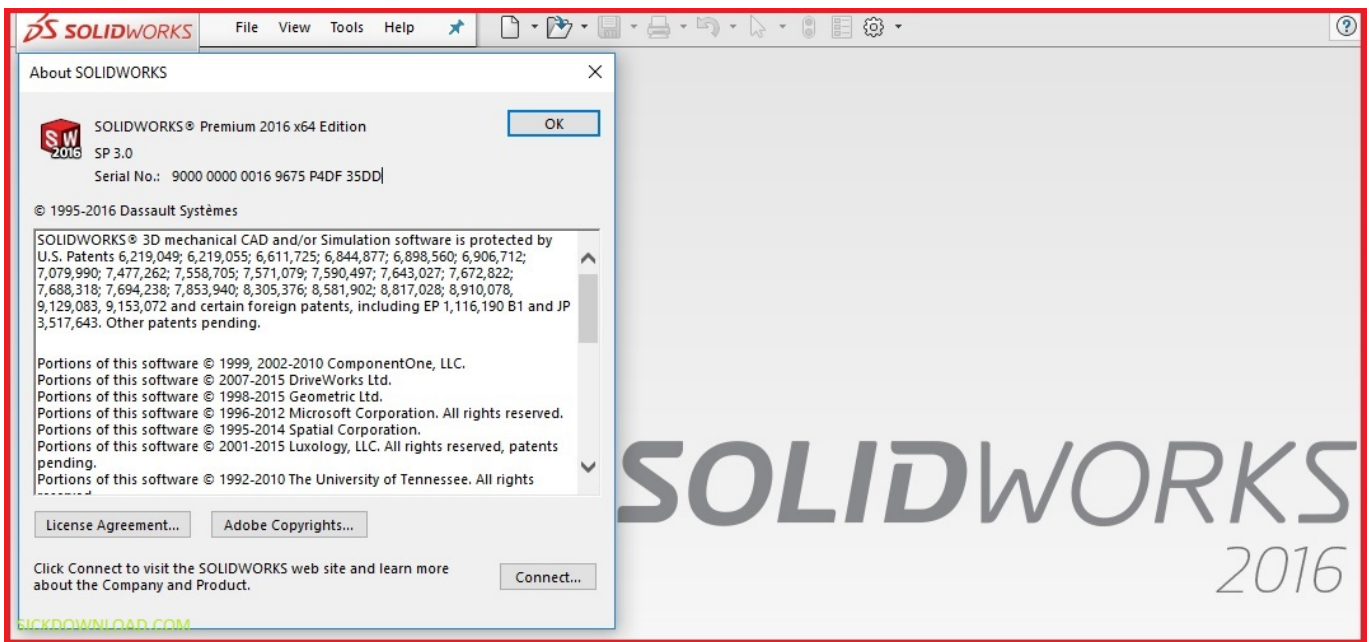 SOLIDWORKS File View Tools Help
About SOLIDWORKS
SOLIDWORKS® Premium 2016 x64 Edition
OK
SW
2016
SP 3.0
Serial No.: 9000 0000 0016 9675 P4DF 35DD
© 1995-2016 Dassault Systèmes
SOLIDWORKS® 3D mechanical CAD and/or Simulation software is protected by
U.S. Patents 6,219,049; 6,219,055; 6,611,725; 6,844,877; 6,898,560; 6,906,712;
7,079,990; 7,477,262; 7,558,705; 7,571,079; 7,590,497; 7,643,027; 7,672,822;
7,688,318; 7,694,238; 7,853,940; 8,305,376; 8,581,902; 8,817,028; 8,910,078,
9,129,083, 9,153,072 and certain foreign patents, including EP 1,116,190 B1 and JP
3,517,643. Other patents pending.
Portions of this software © 1999, 2002-2010 ComponentOne, LLC.
Portions of this software © 2007-2015 DriveWorks Ltd.
Portions of this software © 1998-2015 Geometric Ltd.
Portions of this software © 1996-2012 Microsoft Corporation. All rights reserved.
Portions of this software © 1995-2014 Spatial Corporation.
Portions of this software © 2001-2015 Luxology, LLC. All rights reserved, patents
pending.
Portions of this software © 1992-2010 The University of Tennessee. All rights
License Agreement... Adobe Copyrights...
Click Connect to visit the SOLIDWORKS web site and learn more
about the Company and Product.
Connect...
SICKDOWNLOAD.COM
SOLIDWORKS
2016